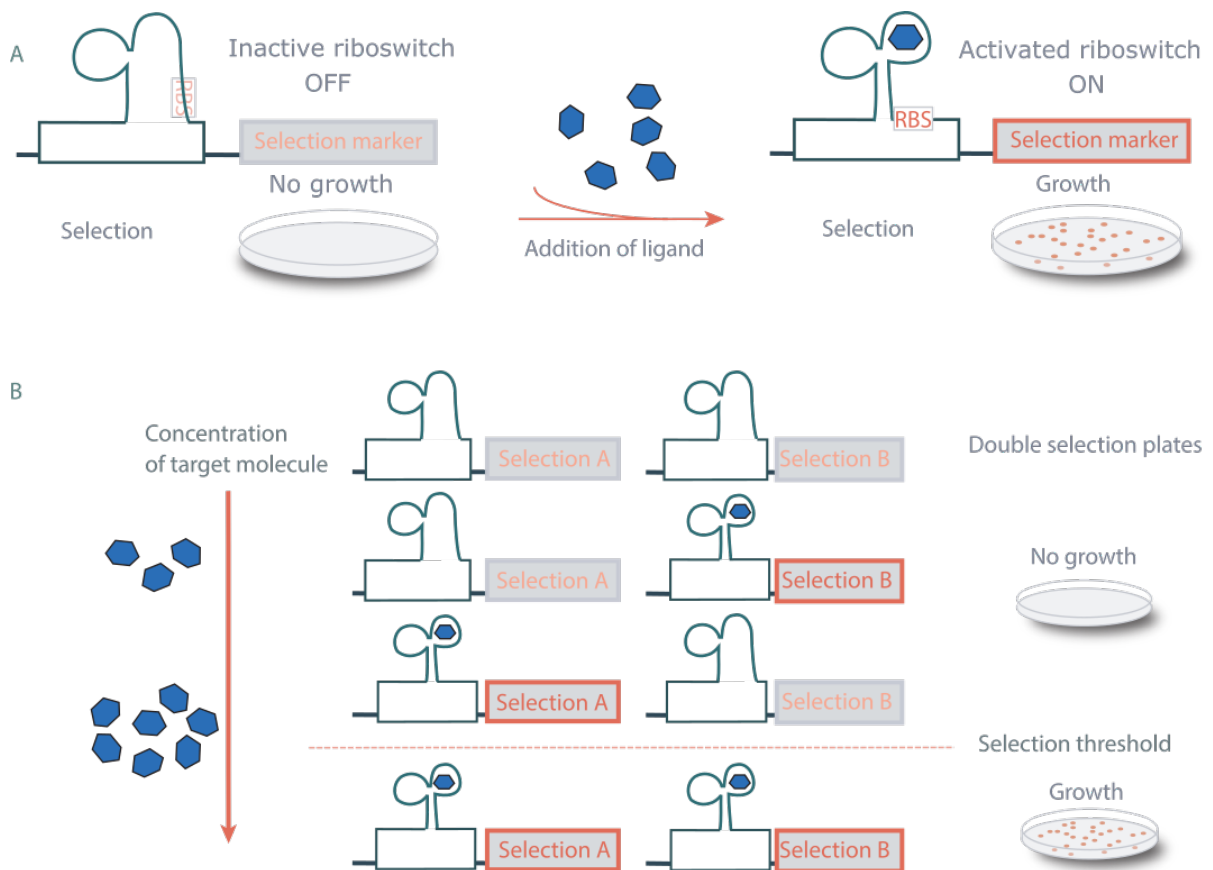 A
Inactive riboswitch
OFF
RBS
Selection marker
No growth
Selection
Addition of ligand
Activated riboswitch
ON
RBS
Selection marker
Growth
Selection
B
Concentration
of target molecule
Selection A
Selection B
Double selection plates
Selection A
Selection B
No growth
Selection A
Selection B
Selection threshold
Growth
Selection A
Selection B